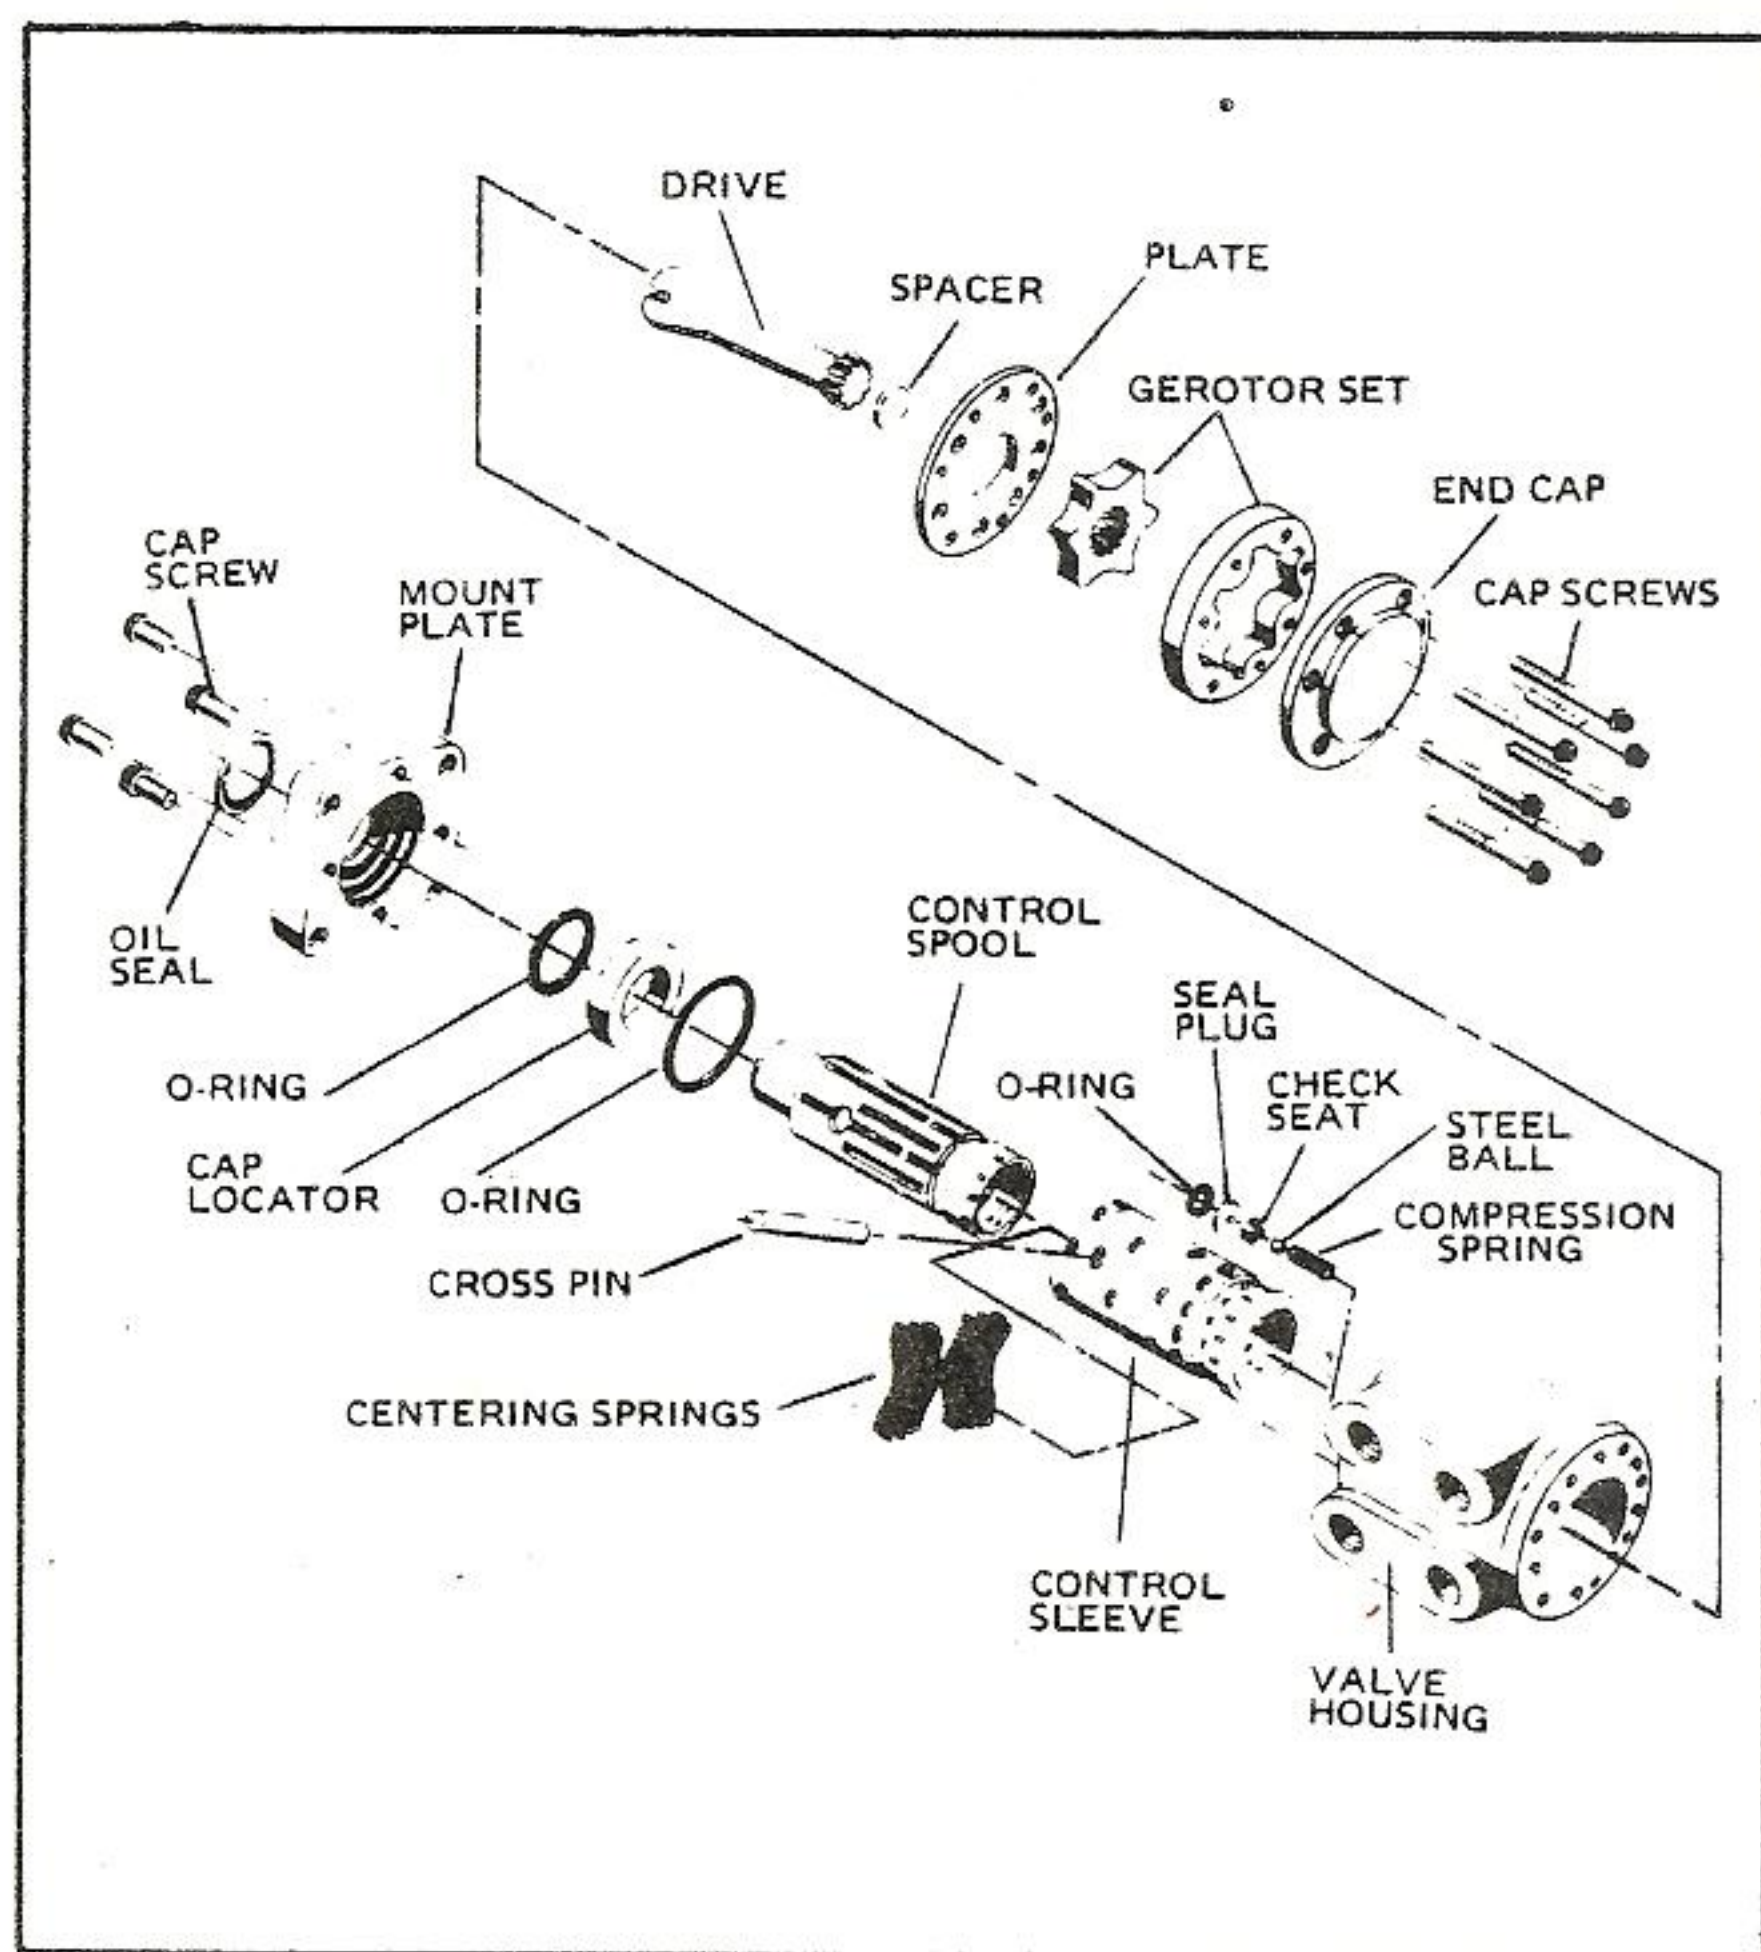 DRIVE
PLATE
SPACER
GEROTOR SET
END CAP
CAP SCREWS
CAP
SCREW
MOUNT
PLATE
OIL
SEAL
O-RING
CAP
LOCATOR
O-RING
CONTROL
SPOOL
SEAL
PLUG
O-RING
CHECK
SEAT
STEEL
BALL
COMPRESSION
SPRING
CROSS PIN
CENTERING SPRINGS
CONTROL
SLEEVE
VALVE
HOUSING